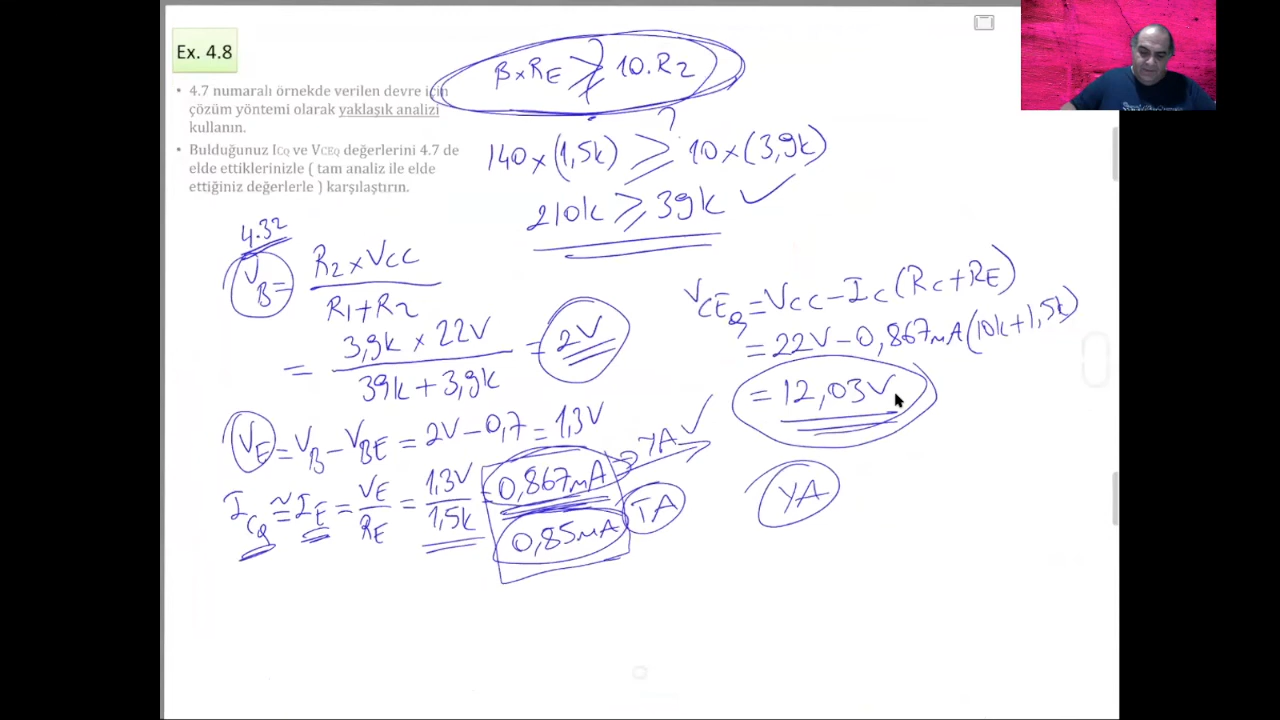 Ex. 4.8
• 4.7 numaralı örnekde verilen devre için
çözüm yöntemi olarak yaklaşık analizi
kullanın.
• Bulduğunuz ICQ ve VCEQ değerlerini 4.7 de
elde ettiklerinizle ( tam analiz ile elde
ettiğiniz değerlerle ) karşılaştırın.
β×RE ≥? 10.R2
140×(1,5k) ≥? 10×(3,9k)
210k ≥ 39k ✓
4.32
VB = R2×VCC / R1+R2
= 3,9k × 22V / 39k + 3,9k = 2V
VE = VB − VBE = 2V − 0,7 = 1,3V
ICQ ≅ IE = VE / RE = 1,3V / 1,5k = 0,867mA ⇒ YA ✓
0,85mA TA
VCEQ = VCC − IC (RC+RE)
= 22V − 0,867mA (10k+1,5k)
= 12,03V
YA